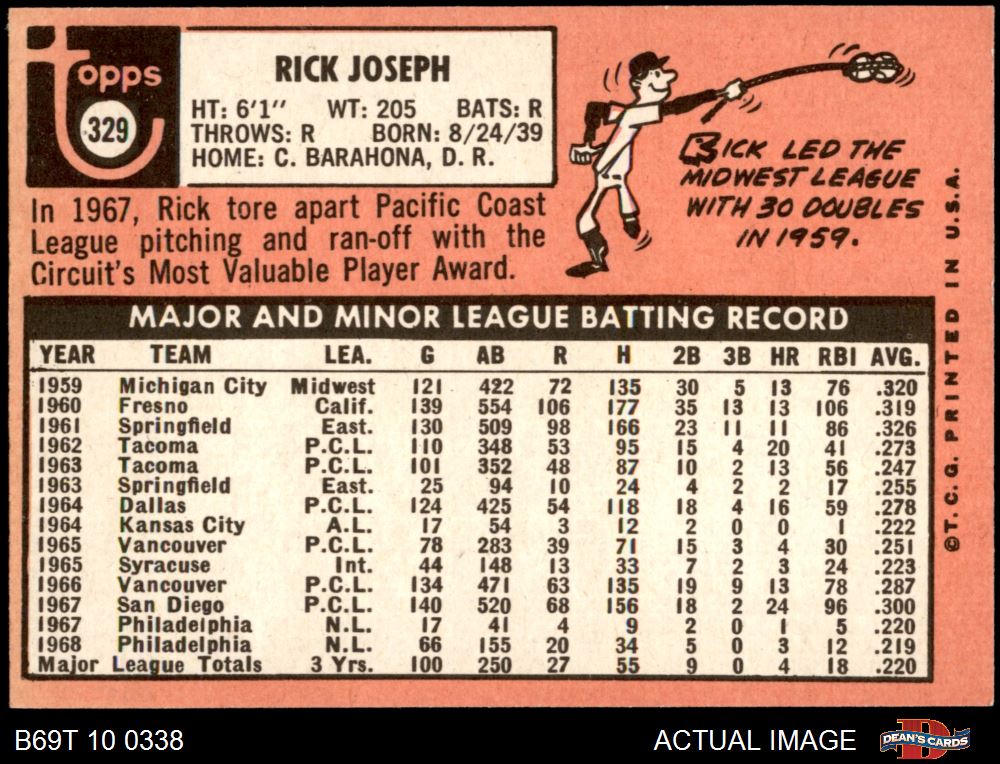 Topps
329
RICK JOSEPH
HT: 6'1" WT: 205 BATS: R
THROWS: R BORN: 8/24/39
HOME: C. BARAHONA, D. R.
RICK LED THE
MIDWEST LEAGUE
WITH 30 DOUBLES
IN 1959.
In 1967, Rick tore apart Pacific Coast
League pitching and ran-off with the
Circuit's Most Valuable Player Award.
MAJOR AND MINOR LEAGUE BATTING RECORD
YEAR TEAM LEA. G AB R H 2B 3B HR RBI AVG.
1959 Michigan City Midwest 121 422 72 135 30 5 13 76 .320
1960 Fresno Calif. 139 554 106 177 35 13 13 106 .319
1961 Springfield East. 130 509 98 166 23 11 11 86 .326
1962 Tacoma P.C.L. 110 348 53 95 15 4 20 41 .273
1963 Tacoma P.C.L. 101 352 48 87 10 2 13 56 .247
1963 Springfield East. 25 94 10 24 4 2 2 17 .255
1964 Dallas P.C.L. 124 425 54 118 18 4 16 59 .278
1964 Kansas City A.L. 17 54 3 12 2 0 0 1 .222
1965 Vancouver P.C.L. 78 283 39 71 15 3 4 30 .251
1965 Syracuse Int. 44 148 13 33 7 2 3 24 .223
1966 Vancouver P.C.L. 134 471 63 135 19 9 13 78 .287
1967 San Diego P.C.L. 140 520 68 156 18 2 24 96 .300
1967 Philadelphia N.L. 17 41 4 9 2 0 1 5 .220
1968 Philadelphia N.L. 66 155 20 34 5 0 3 12 .219
Major League Totals 3 Yrs. 100 250 27 55 9 0 4 18 .220
©T.C.G. PRINTED IN U.S.A.
B69T 10 0338
ACTUAL IMAGE
D
DEAN'S CARDS